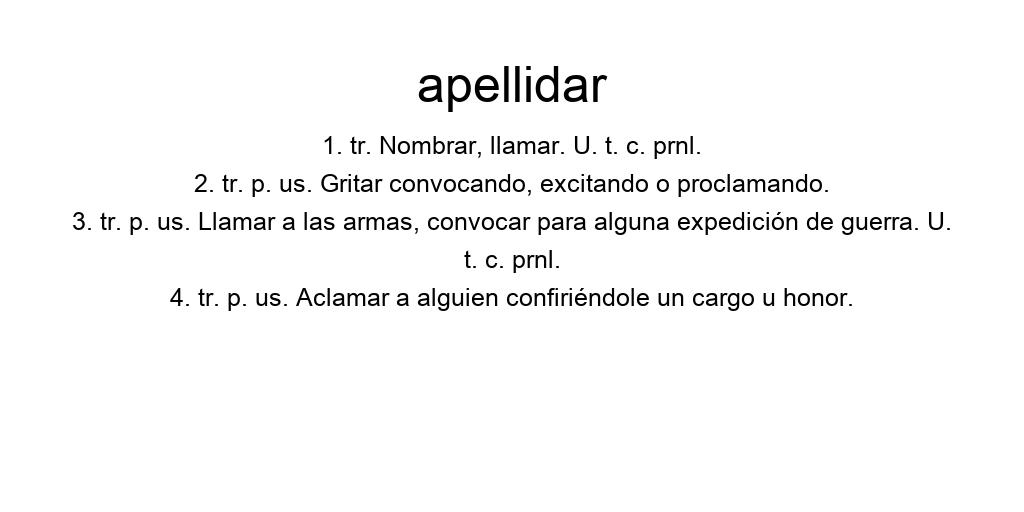 apellidar
1. tr. Nombrar, llamar. U. t. c. prnl.
2. tr. p. us. Gritar convocando, excitando o proclamando.
3. tr. p. us. Llamar a las armas, convocar para alguna expedición de guerra. U.
t. c. prnl.
4. tr. p. us. Aclamar a alguien confiriéndole un cargo u honor.